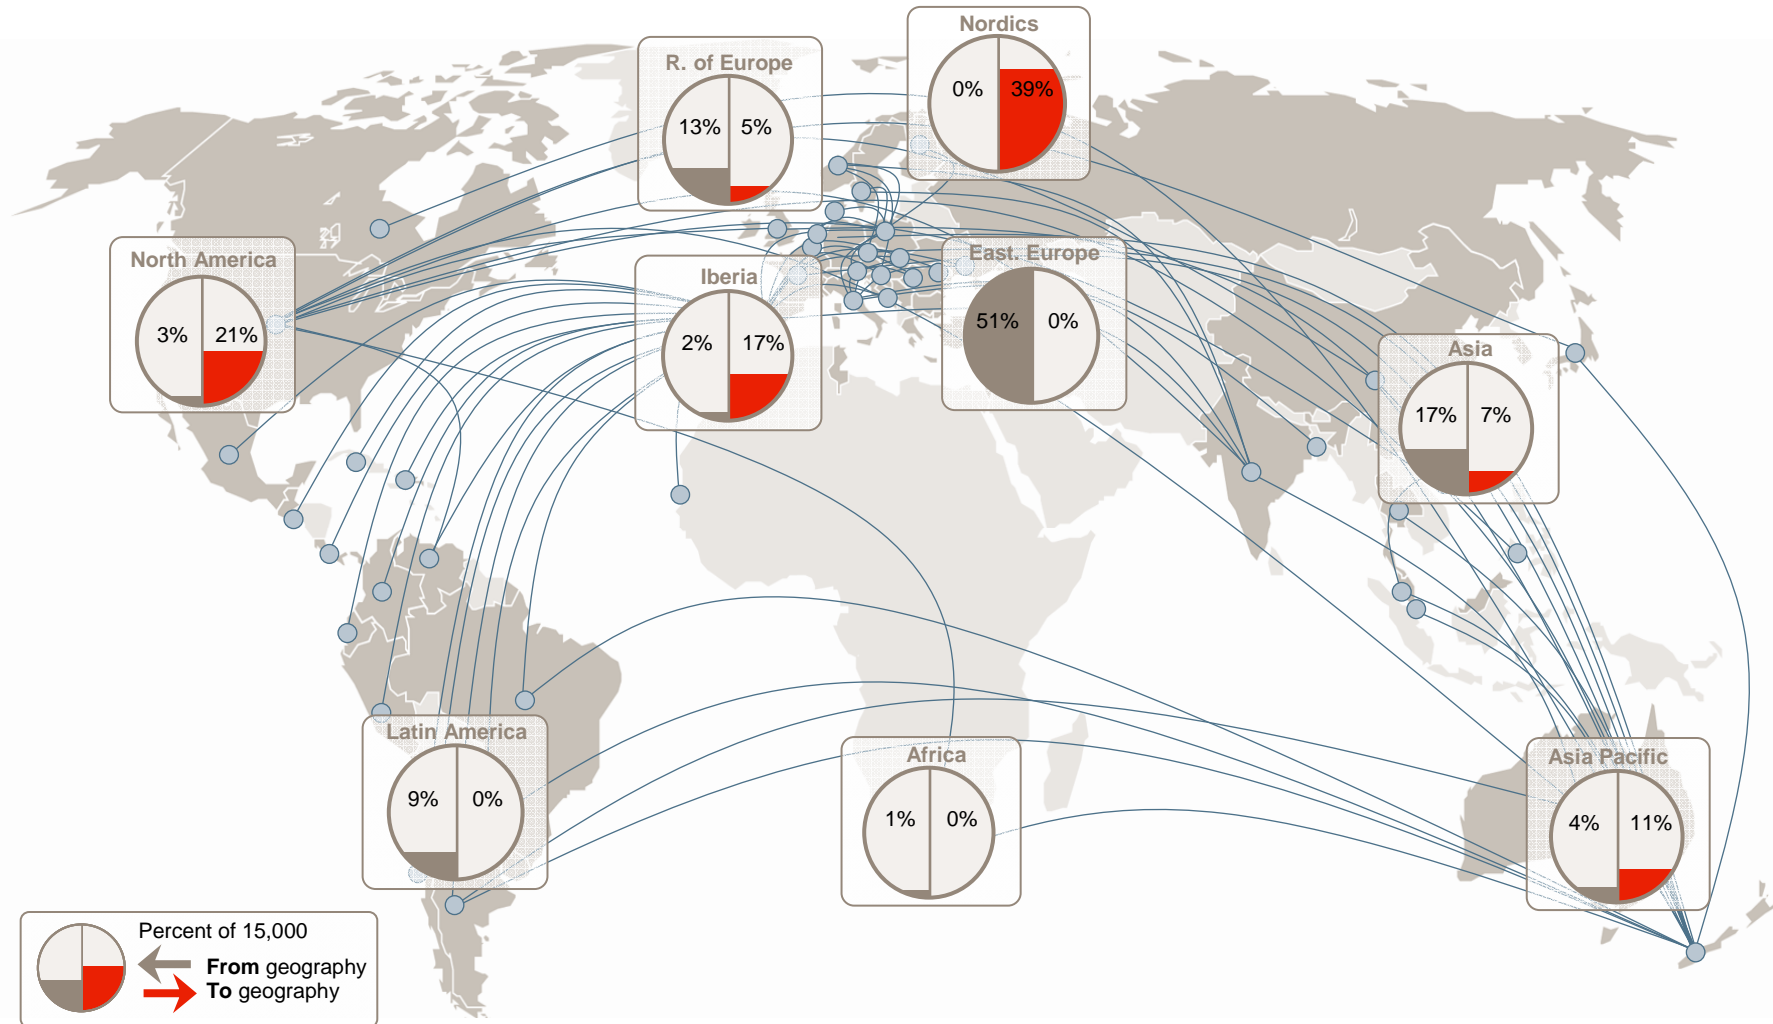 Nordics
0% 39%
R. of Europe
13% 5%
North America
3% 21%
Iberia
2% 17%
East. Europe
51% 0%
Asia
17% 7%
Latin America
9% 0%
Africa
1% 0%
Asia Pacific
4% 11%
Percent of 15,000
From geography
To geography